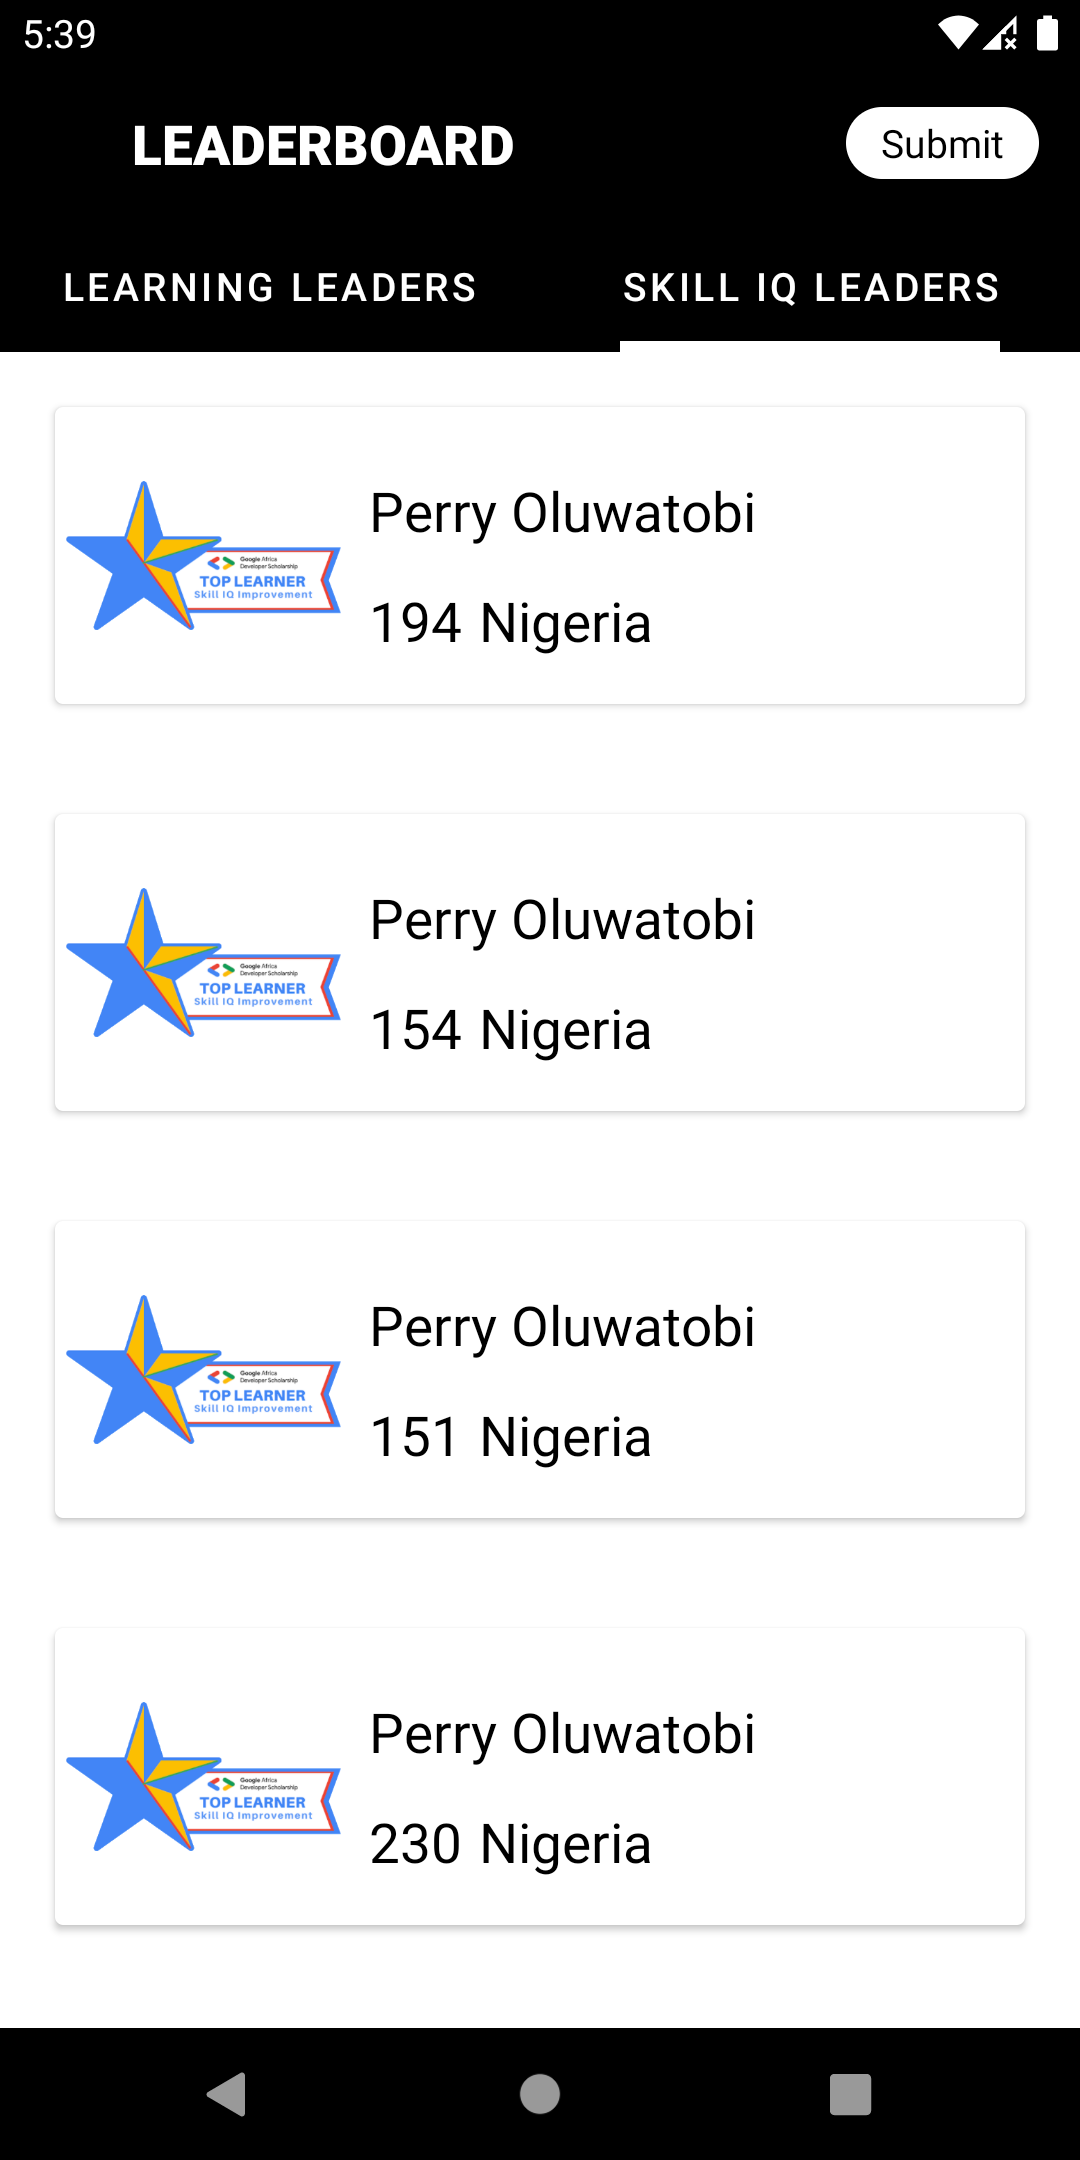 5:39
LEADERBOARD
Submit
LEARNING LEADERS
SKILL IQ LEADERS
Google Africa
Developer Scholarship
TOP LEARNER
Skill IQ Improvement
Perry Oluwatobi
194 Nigeria
Google Africa
Developer Scholarship
TOP LEARNER
Skill IQ Improvement
Perry Oluwatobi
154 Nigeria
Google Africa
Developer Scholarship
TOP LEARNER
Skill IQ Improvement
Perry Oluwatobi
151 Nigeria
Google Africa
Developer Scholarship
TOP LEARNER
Skill IQ Improvement
Perry Oluwatobi
230 Nigeria